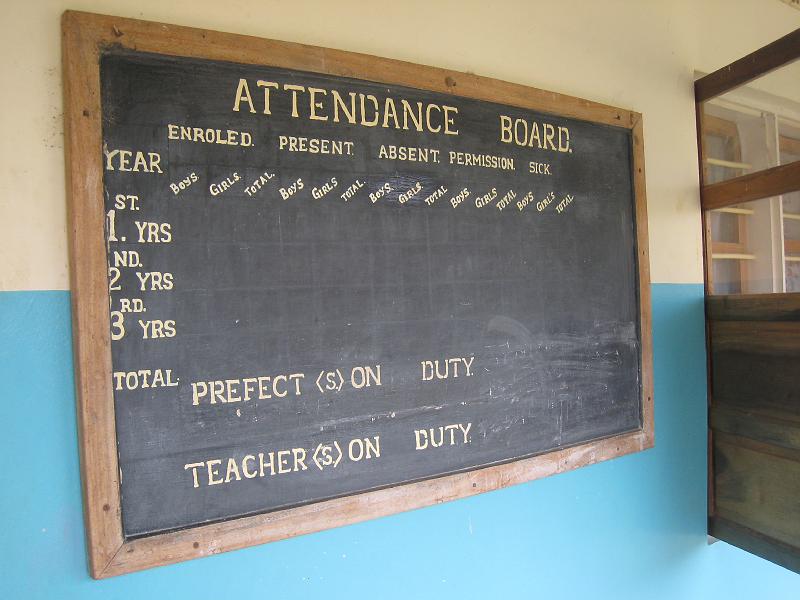 ATTENDANCE BOARD.
ENROLED. PRESENT. ABSENT. PERMISSION. SICK.
YEAR BOYS. GIRLS. TOTAL. BOYS GIRLS TOTAL BOYS GIRLS TOTAL BOYS. GIRLS TOTAL BOYS GIRLS TOTAL
ST.
1. YRS
ND.
2 YRS
RD.
3 YRS
TOTAL.
PREFECT (S.) ON DUTY.
TEACHER (S.) ON DUTY.